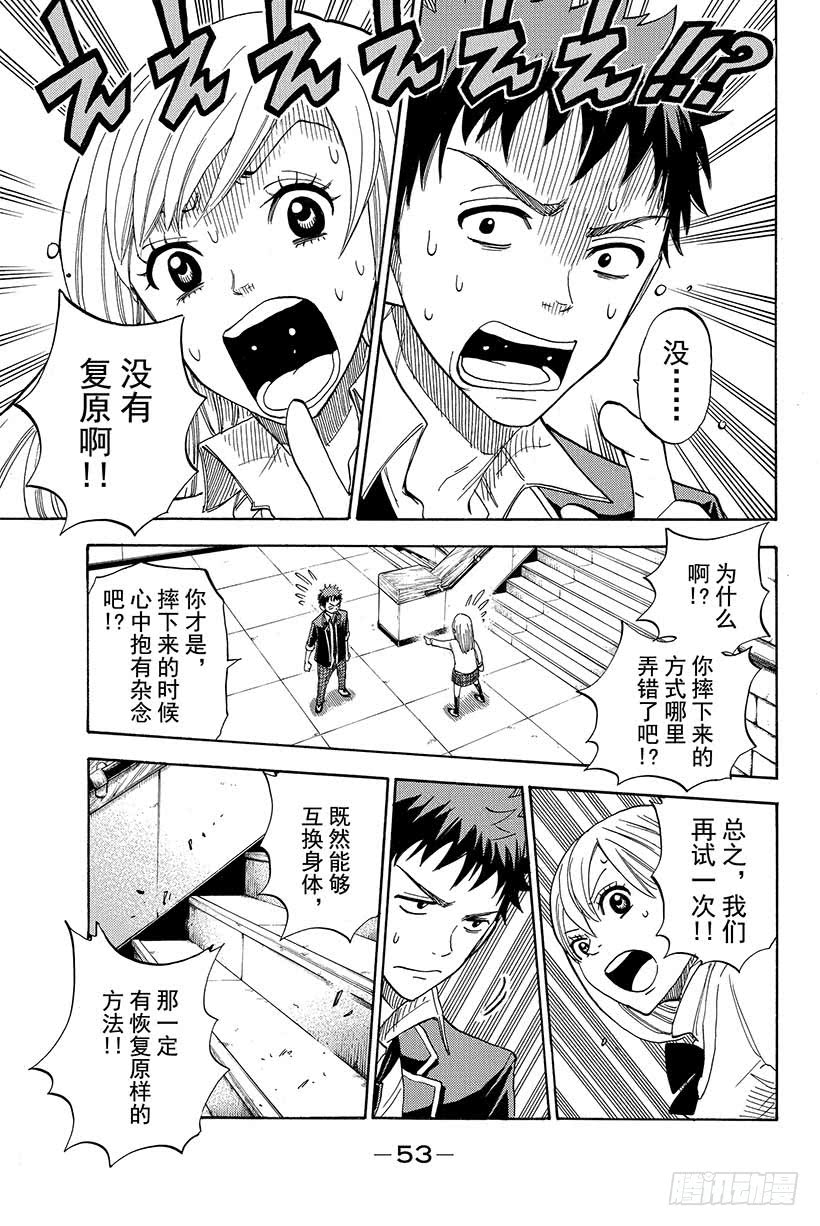 ええええええ!!?
没……
没有
复原啊!!
为什么
啊!?
你摔下来的
方式哪里
弄错了吧!?
你才是，
摔下来的时候
心中抱有杂念
吧!?
总之，我们
再试一次!!
既然能够
互换身体，
那一定
有恢复原样的
方法!!
—53—
腾讯动漫